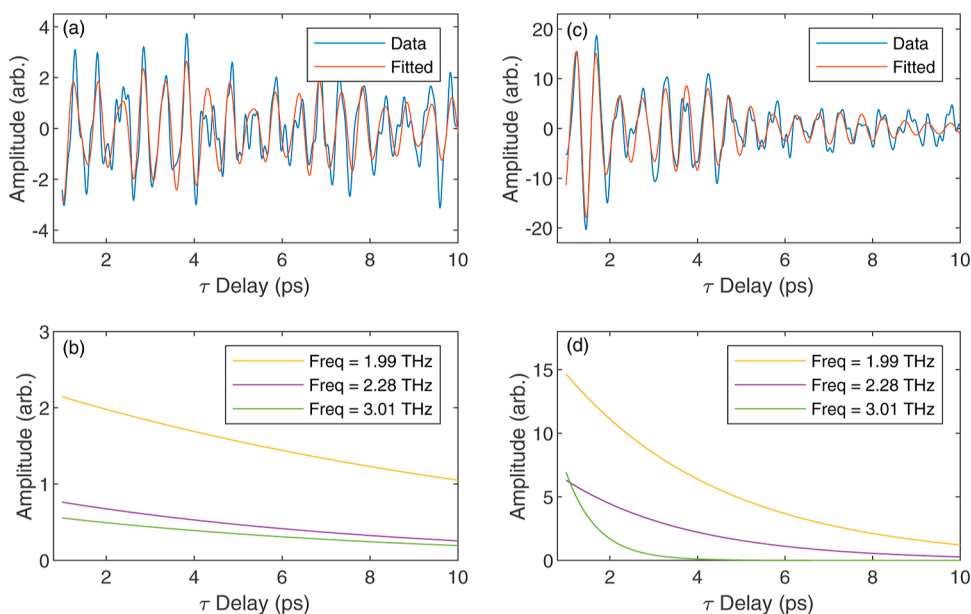 (a)
Data
Fitted
4
2
0
-2
-4
Amplitude (arb.)
2
4
6
8
10
τ Delay (ps)
(c)
Data
Fitted
20
10
0
-10
-20
Amplitude (arb.)
2
4
6
8
10
τ Delay (ps)
(b)
Freq = 1.99 THz
Freq = 2.28 THz
Freq = 3.01 THz
3
2
1
0
Amplitude (arb.)
2
4
6
8
10
τ Delay (ps)
(d)
Freq = 1.99 THz
Freq = 2.28 THz
Freq = 3.01 THz
15
10
5
0
Amplitude (arb.)
2
4
6
8
10
τ Delay (ps)